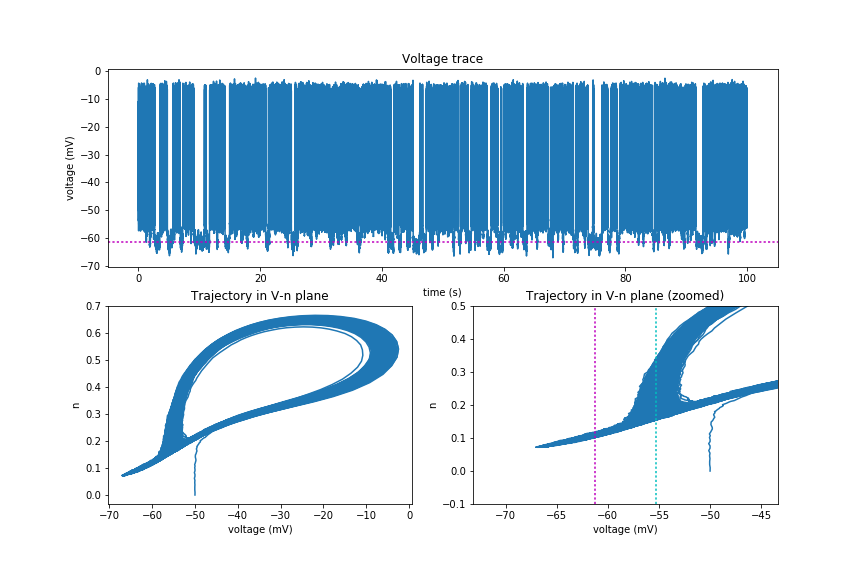 Voltage trace
0
−10
−20
−30
−40
−50
−60
−70
voltage (mV)
0 20 40 60 80 100
time (s)
Trajectory in V-n plane
0.7
0.6
0.5
0.4
0.3
0.2
0.1
0.0
n
−70 −60 −50 −40 −30 −20 −10 0
voltage (mV)
Trajectory in V-n plane (zoomed)
0.5
0.4
0.3
0.2
0.1
0.0
−0.1
n
−70 −65 −60 −55 −50 −45
voltage (mV)